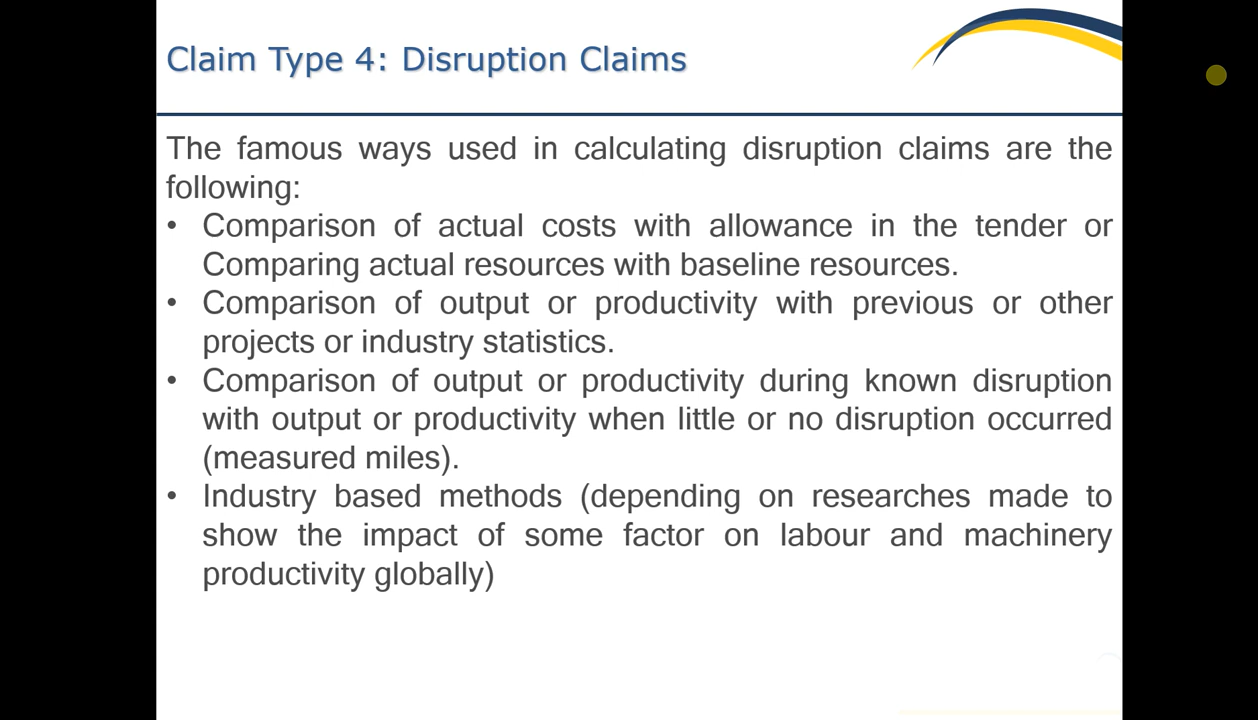 Claim Type 4: Disruption Claims
The famous ways used in calculating disruption claims are the
following:
• Comparison of actual costs with allowance in the tender or
Comparing actual resources with baseline resources.
• Comparison of output or productivity with previous or other
projects or industry statistics.
• Comparison of output or productivity during known disruption
with output or productivity when little or no disruption occurred
(measured miles).
• Industry based methods (depending on researches made to
show the impact of some factor on labour and machinery
productivity globally)